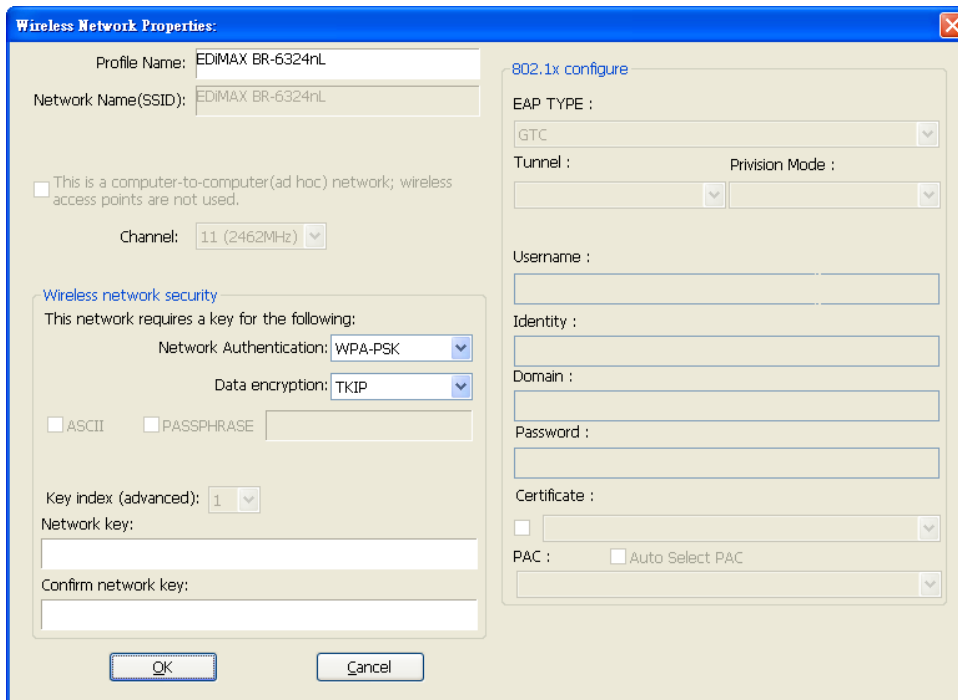 Wireless Network Properties:
Profile Name: EDiMAX BR-6324nL
Network Name(SSID): EDiMAX BR-6324nL
This is a computer-to-computer(ad hoc) network; wireless
access points are not used.
Channel: 11 (2462MHz)
Wireless network security
This network requires a key for the following:
Network Authentication: WPA-PSK
Data encryption: TKIP
ASCII PASSPHRASE
Key index (advanced): 1
Network key:
Confirm network key:
OK Cancel
802.1x configure
EAP TYPE :
GTC
Tunnel : Privision Mode :
Username :
Identity :
Domain :
Password :
Certificate :
PAC : Auto Select PAC